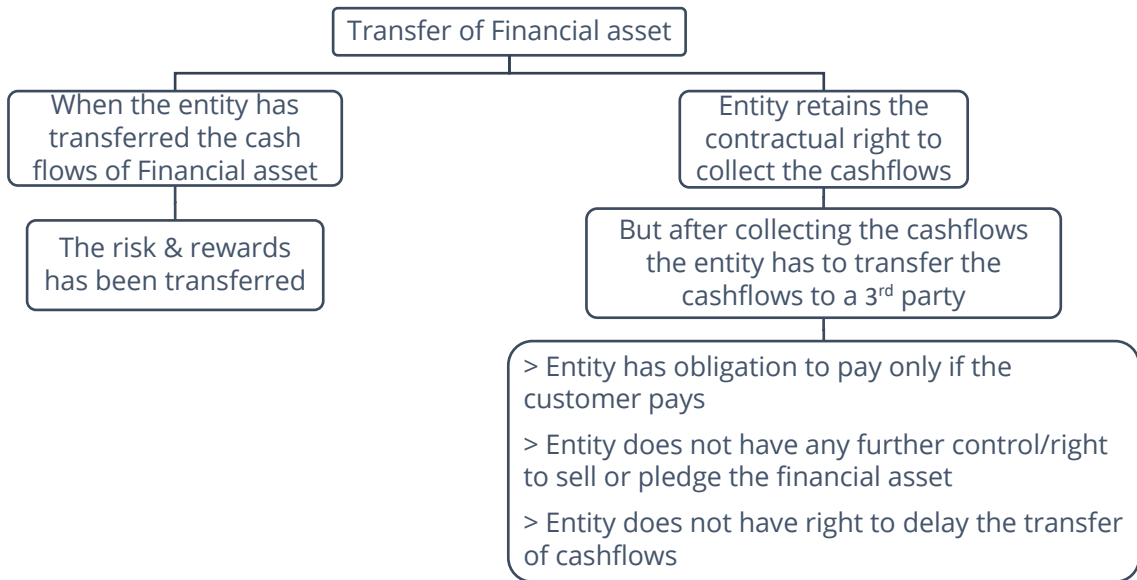 Transfer of Financial asset
When the entity has
transferred the cash
flows of Financial asset
The risk & rewards
has been transferred
Entity retains the
contractual right to
collect the cashflows
But after collecting the cashflows
the entity has to transfer the
cashflows to a 3rd party
> Entity has obligation to pay only if the
customer pays
> Entity does not have any further control/right
to sell or pledge the financial asset
> Entity does not have right to delay the transfer
of cashflows